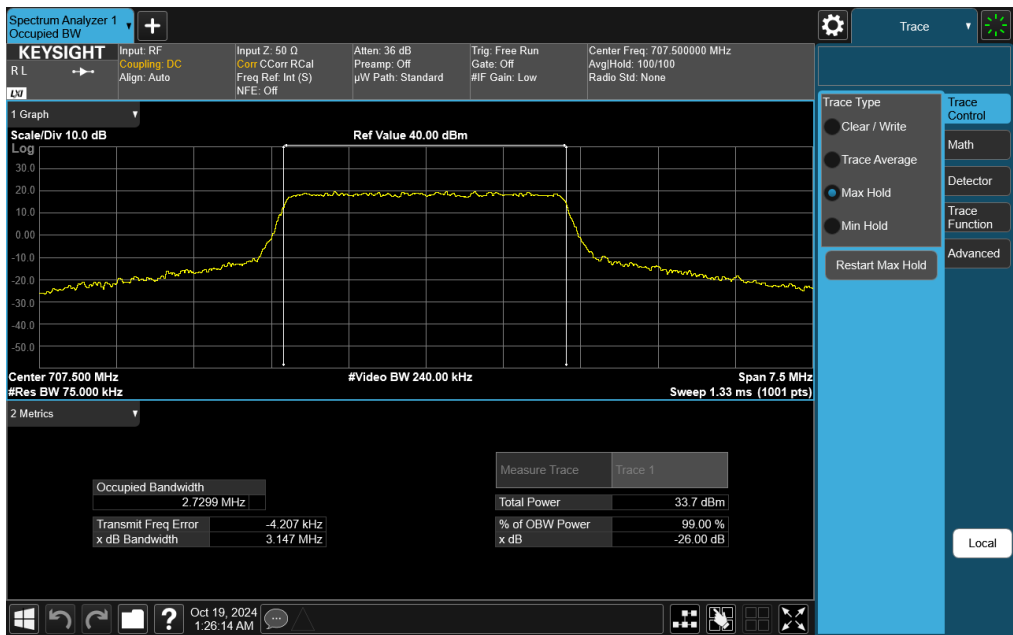 Spectrum Analyzer 1
Occupied BW
+
Trace
KEYSIGHT
R L
LXI
Input: RF
Coupling: DC
Align: Auto
Input Z: 50 Ω
Corr CCorr RCal
Freq Ref: Int (S)
NFE: Off
Atten: 36 dB
Preamp: Off
µW Path: Standard
Trig: Free Run
Gate: Off
#IF Gain: Low
Center Freq: 707.500000 MHz
Avg|Hold: 100/100
Radio Std: None
1 Graph
Scale/Div 10.0 dB
Ref Value 40.00 dBm
Log
30.0
20.0
10.0
0.00
-10.0
-20.0
-30.0
-40.0
-50.0
Center 707.500 MHz
#Video BW 240.00 kHz
Span 7.5 MHz
#Res BW 75.000 kHz
Sweep 1.33 ms (1001 pts)
2 Metrics
Occupied Bandwidth
2.7299 MHz
Transmit Freq Error -4.207 kHz
x dB Bandwidth 3.147 MHz
Measure Trace Trace 1
Total Power 33.7 dBm
% of OBW Power 99.00 %
x dB -26.00 dB
Trace Type
Clear / Write
Trace Average
Max Hold
Min Hold
Restart Max Hold
Trace
Control
Math
Detector
Trace
Function
Advanced
Local
?
Oct 19, 2024
1:26:14 AM